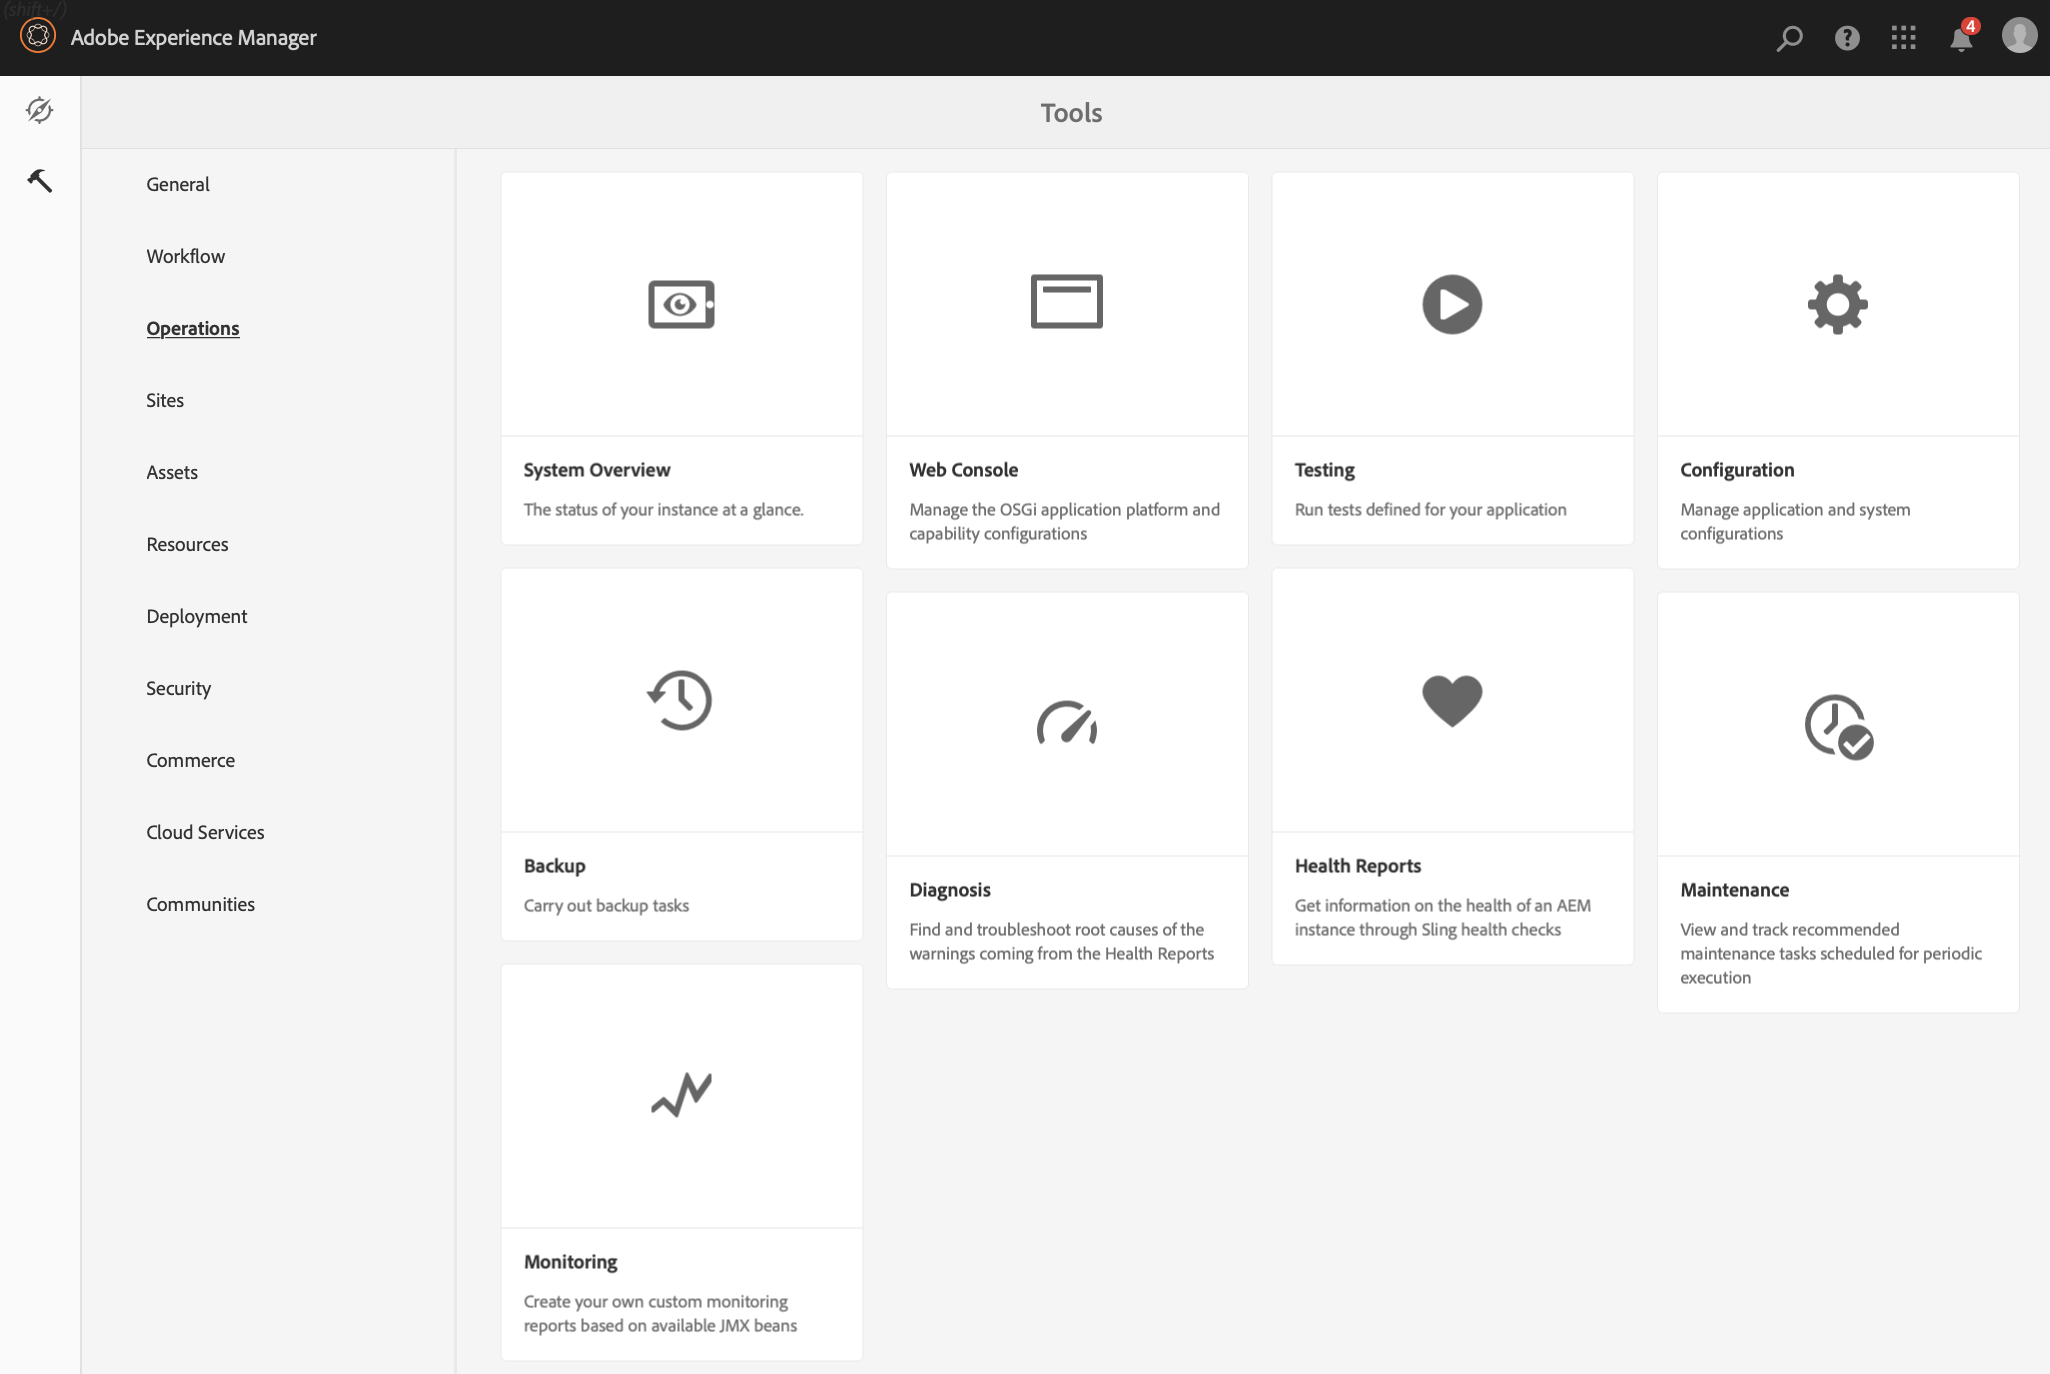 (shift+/)
Adobe Experience Manager
4
Tools
General
Workflow
Operations
Sites
Assets
Resources
Deployment
Security
Commerce
Cloud Services
Communities
System Overview
The status of your instance at a glance.
Web Console
Manage the OSGi application platform and
capability configurations
Testing
Run tests defined for your application
Configuration
Manage application and system
configurations
Backup
Carry out backup tasks
Diagnosis
Find and troubleshoot root causes of the
warnings coming from the Health Reports
Health Reports
Get information on the health of an AEM
instance through Sling health checks
Maintenance
View and track recommended
maintenance tasks scheduled for periodic
execution
Monitoring
Create your own custom monitoring
reports based on available JMX beans